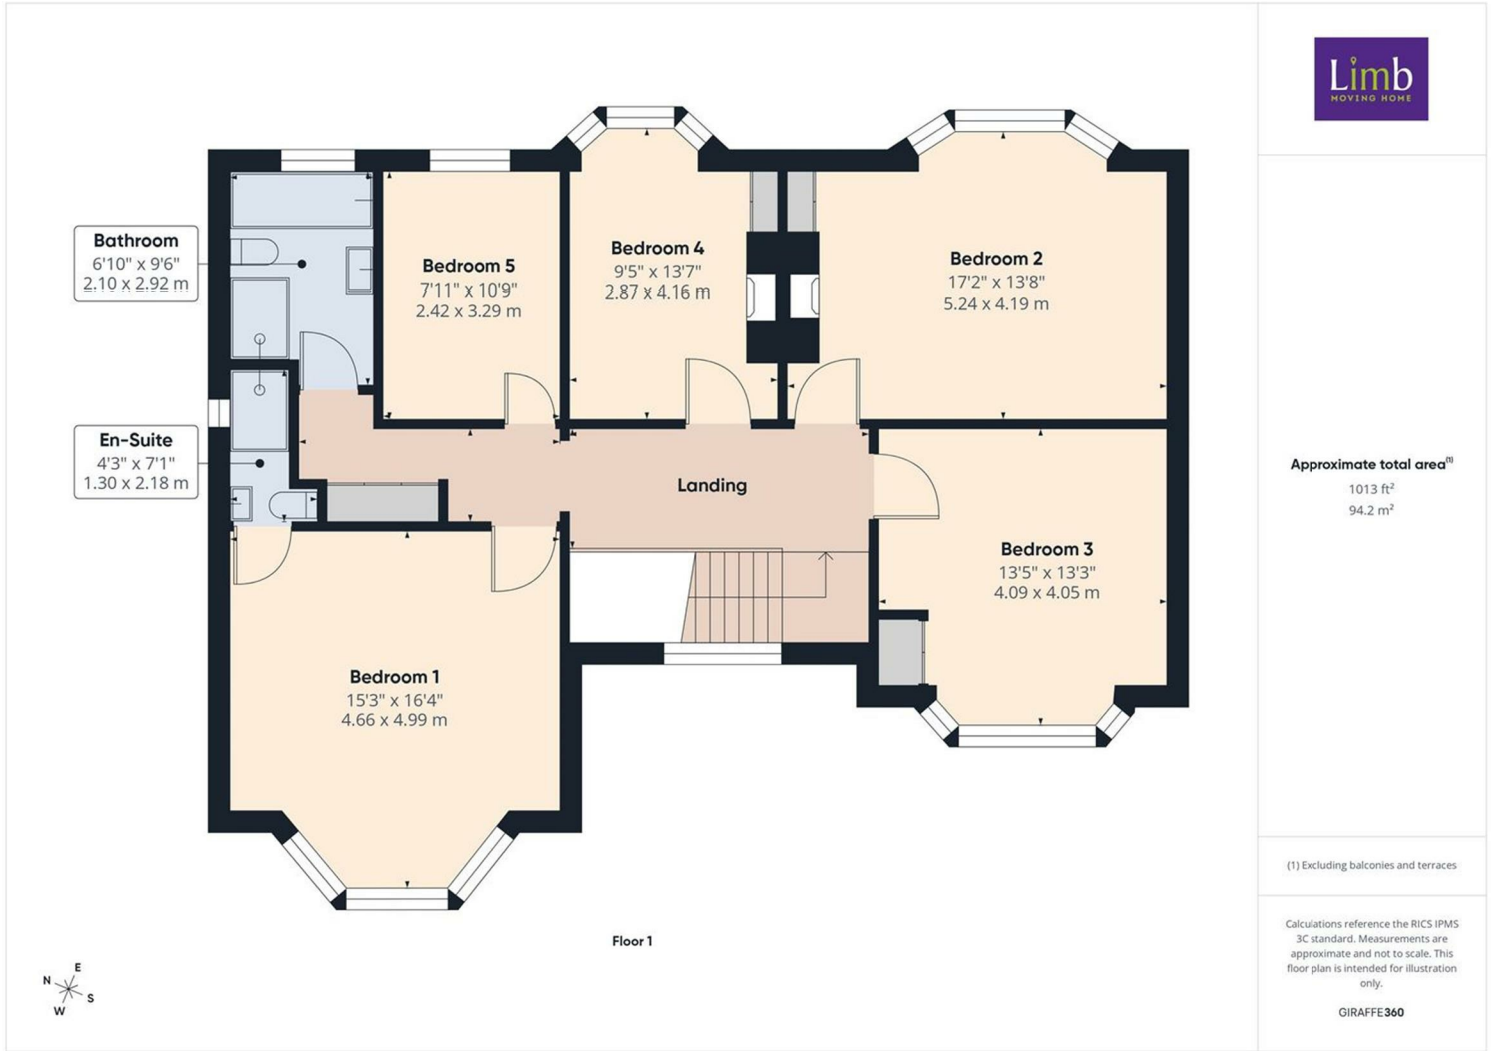 Limb
MOVING HOME
Bathroom
6'10" x 9'6"
2.10 x 2.92 m
Bedroom 5
7'11" x 10'9"
2.42 x 3.29 m
Bedroom 4
9'5" x 13'7"
2.87 x 4.16 m
Bedroom 2
17'2" x 13'8"
5.24 x 4.19 m
En-Suite
4'3" x 7'1"
1.30 x 2.18 m
Landing
Bedroom 3
13'5" x 13'3"
4.09 x 4.05 m
Bedroom 1
15'3" x 16'4"
4.66 x 4.99 m
Floor 1
N
E
S
W
Approximate total area(1)
1013 ft²
94.2 m²
(1) Excluding balconies and terraces
Calculations reference the RICS IPMS
3C standard. Measurements are
approximate and not to scale. This
floor plan is intended for illustration
only.
GIRAFFE360